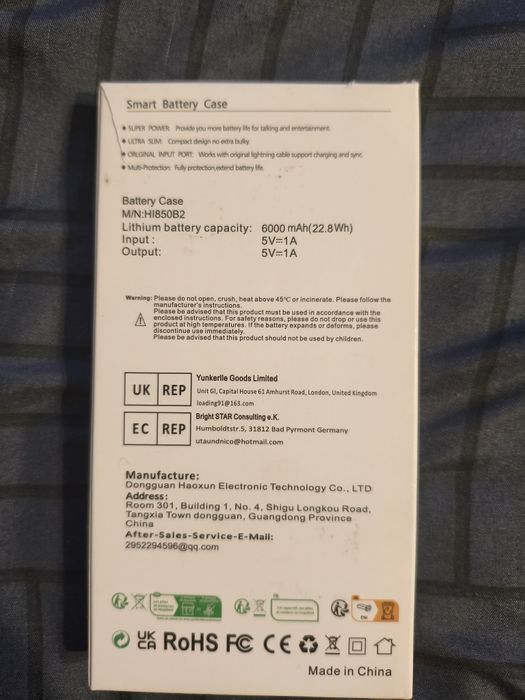 Smart Battery Case
● SUPER POWER: Provide you more battery life for talking and entertainment.
● ULTRA SLIM: Compact design no extra bulky.
● ORIGINAL INPUT PORT: Works with original lightning cable support charging and sync.
● Multi-Protection: Fully protection,extend battery life.
Battery Case
M/N:HI850B2
Lithium battery capacity: 6000 mAh(22.8Wh)
Input : 5V=1A
Output: 5V=1A
Warning: Please do not open, crush, heat above 45°C or incinerate. Please follow the
manufacturer's instructions.
Please be advised that this product must be used in accordance with the
enclosed instructions. For safety reasons, please do not drop or use this
product at high temperatures. If the battery expands or deforms, please
discontinue use immediately.
Please be advised that this product should not be used by children.
UK REP
Yunkerlie Goods Limited
Unit GI, Capital House 61 Amhurst Road, London, United Kingdom
loading91@163.com
EC REP
Bright STAR Consulting e.K.
Humboldtstr.5, 31812 Bad Pyrmont Germany
utaundnico@hotmail.com
Manufacture:
Dongguan Haoxun Electronic Technology Co., LTD
Address:
Room 301, Building 1, No. 4, Shigu Longkou Road,
Tangxia Town dongguan, Guangdong Province
China
After-Sales-Service-E-Mail:
2952294596@qq.com
UK CA RoHS FC CE
Made in China